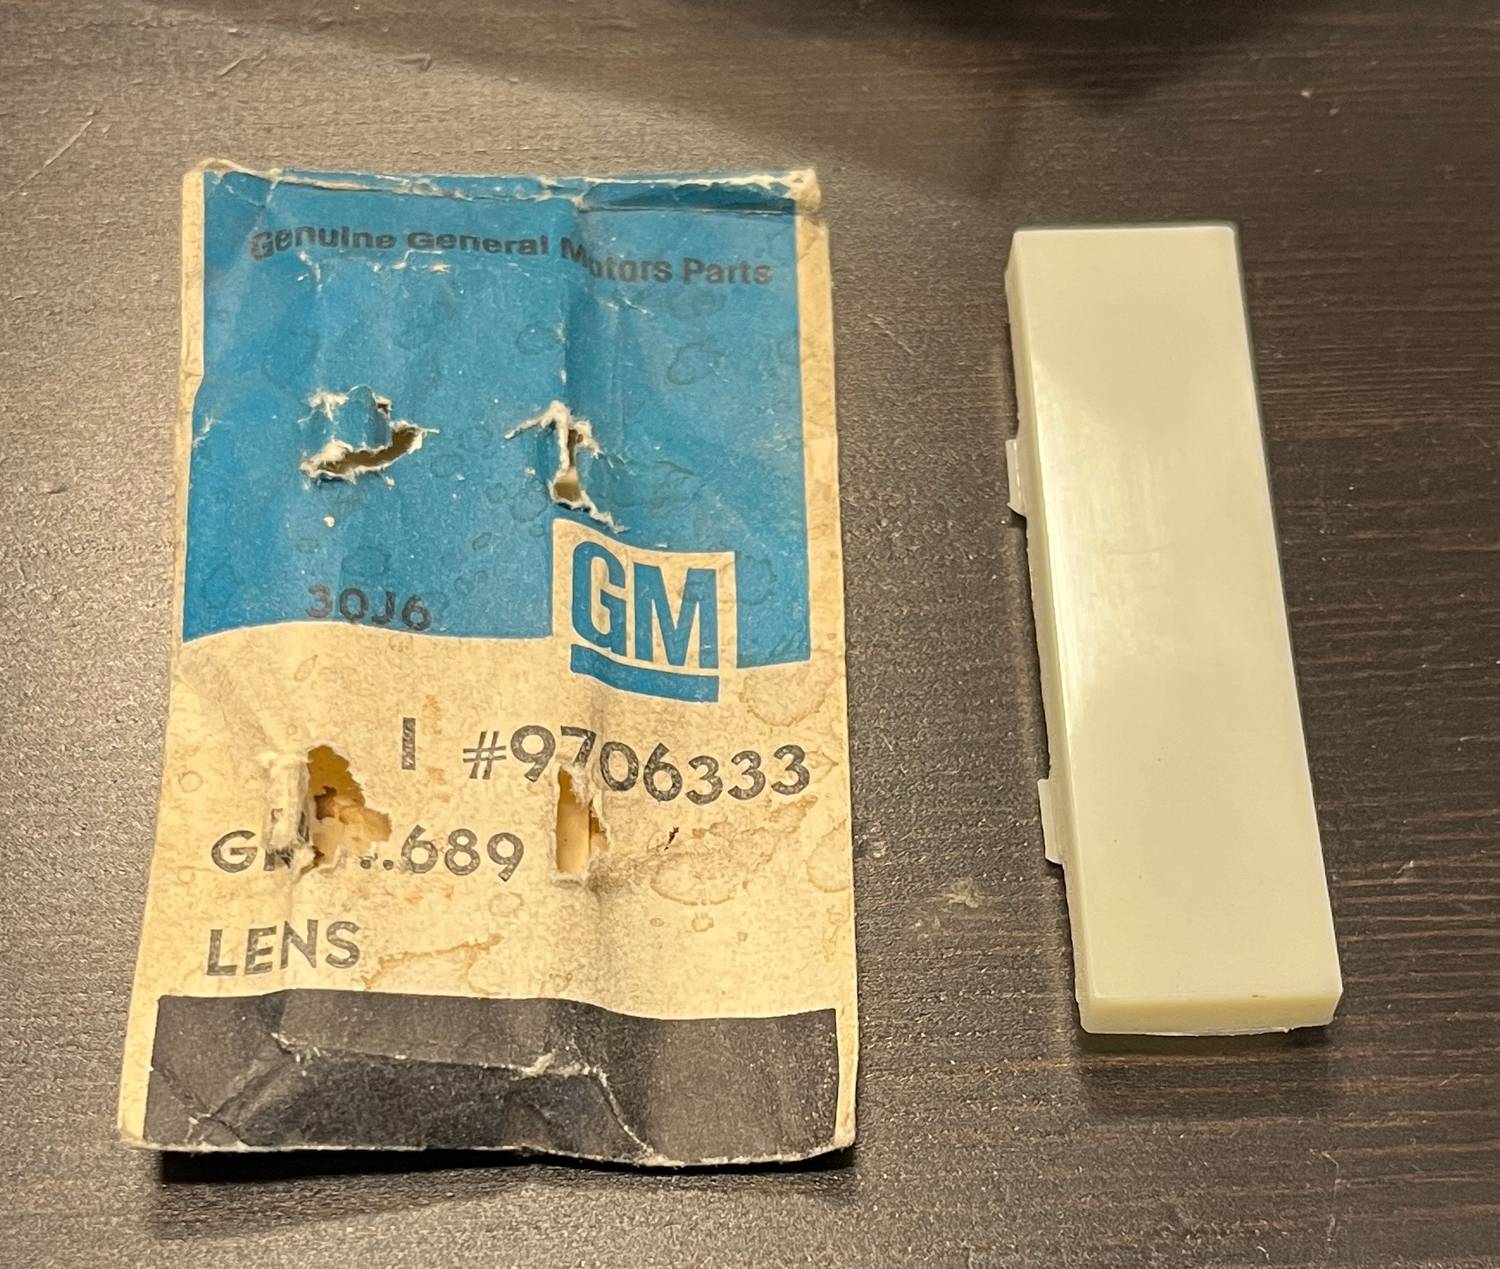 Genuine General Motors Parts
30J6
GM
1 #9706333
689
LENS